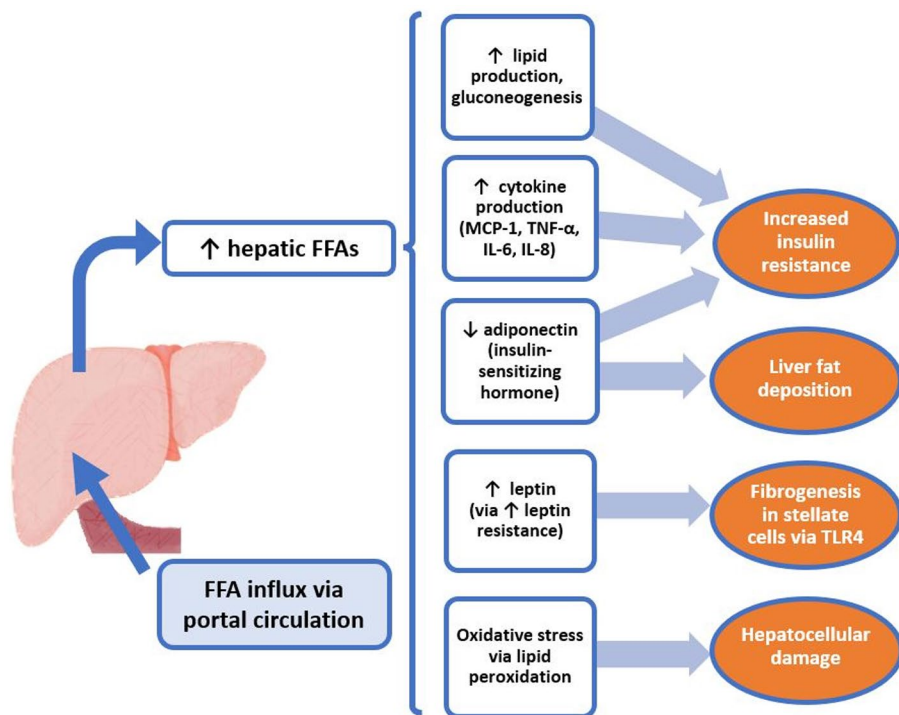 ↑ lipid
production,
gluconeogenesis
↑ cytokine
production
(MCP-1, TNF-α,
IL-6, IL-8)
Increased
insulin
resistance
↑ hepatic FFAs
↓ adiponectin
(insulin-
sensitizing
hormone)
Liver fat
deposition
↑ leptin
(via ↑ leptin
resistance)
Fibrogenesis
in stellate
cells via TLR4
FFA influx via
portal circulation
Oxidative stress
via lipid
peroxidation
Hepatocellular
damage